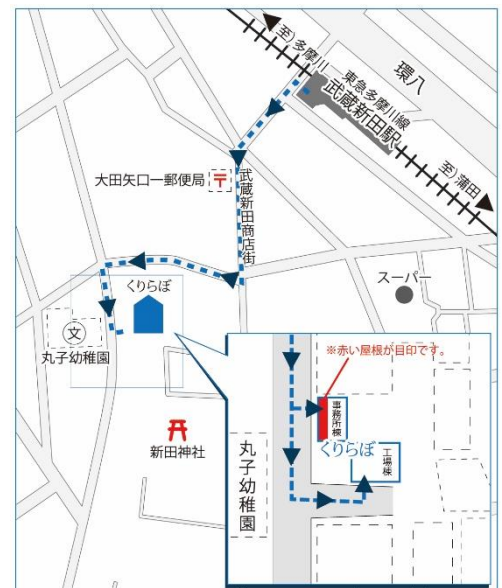 至)多摩川
環八
東急多摩川線
武蔵新田駅
至)蒲田
大田矢口一郵便局
〒
武蔵新田商店街
スーパー
くりらぼ
文
丸子幼稚園
新田神社
※赤い屋根が目印です。
事務所棟
くりらぼ
工場棟
丸子幼稚園